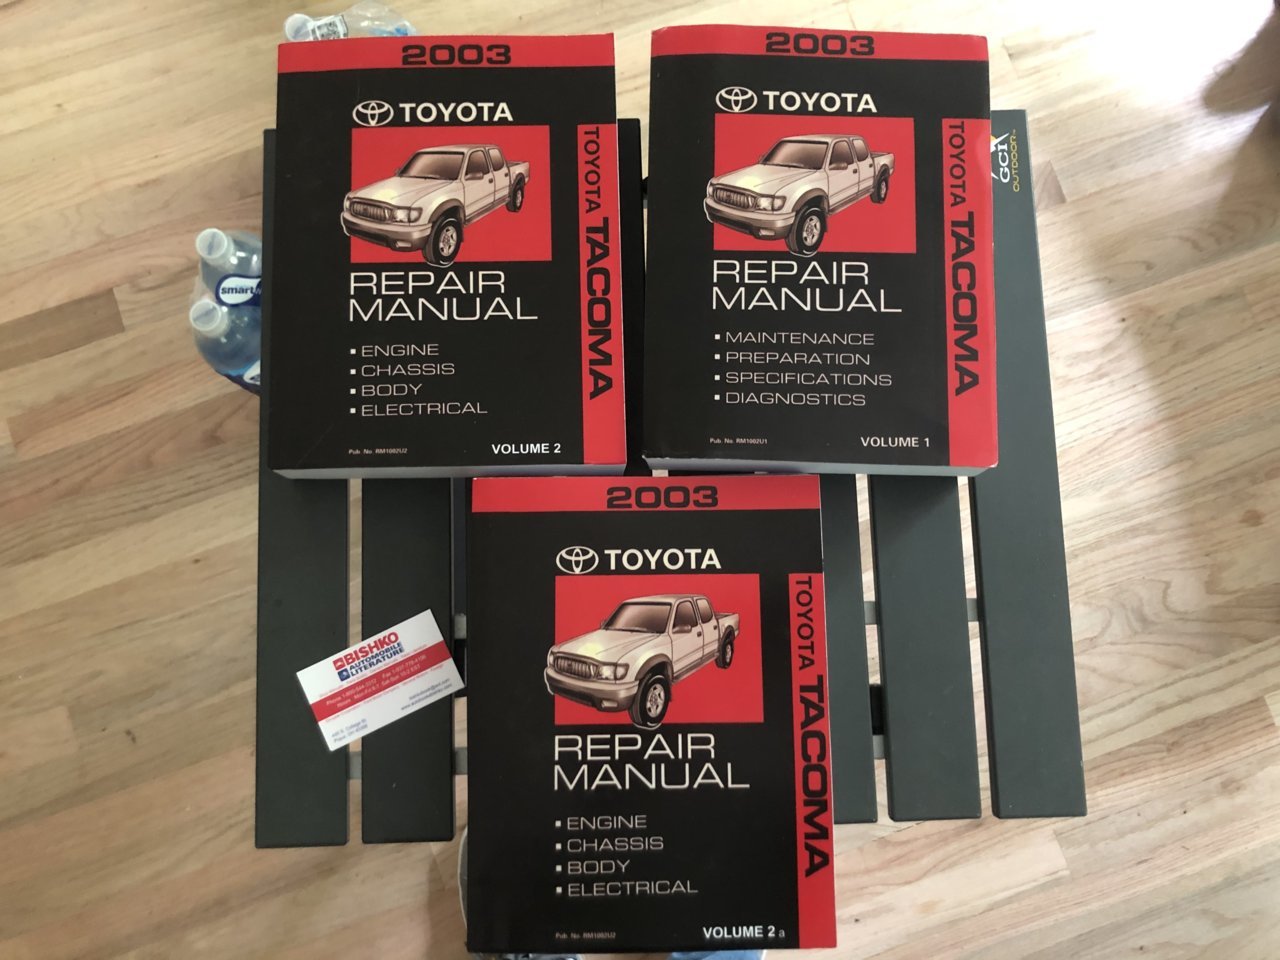 2003
TOYOTA
TOYOTA TACOMA
REPAIR
MANUAL
▪ ENGINE
▪ CHASSIS
▪ BODY
▪ ELECTRICAL
Pub. No. RM1002U2
VOLUME 2
2003
TOYOTA
TOYOTA TACOMA
REPAIR
MANUAL
▪ MAINTENANCE
▪ PREPARATION
▪ SPECIFICATIONS
▪ DIAGNOSTICS
Pub. No. RM1002U1
VOLUME 1
GCI
OUTDOOR
smart
BISHKO
AUTOMOBILE
LITERATURE
2003
TOYOTA
TOYOTA TACOMA
REPAIR
MANUAL
▪ ENGINE
▪ CHASSIS
▪ BODY
▪ ELECTRICAL
Pub. No. RM1002U2
VOLUME 2 a